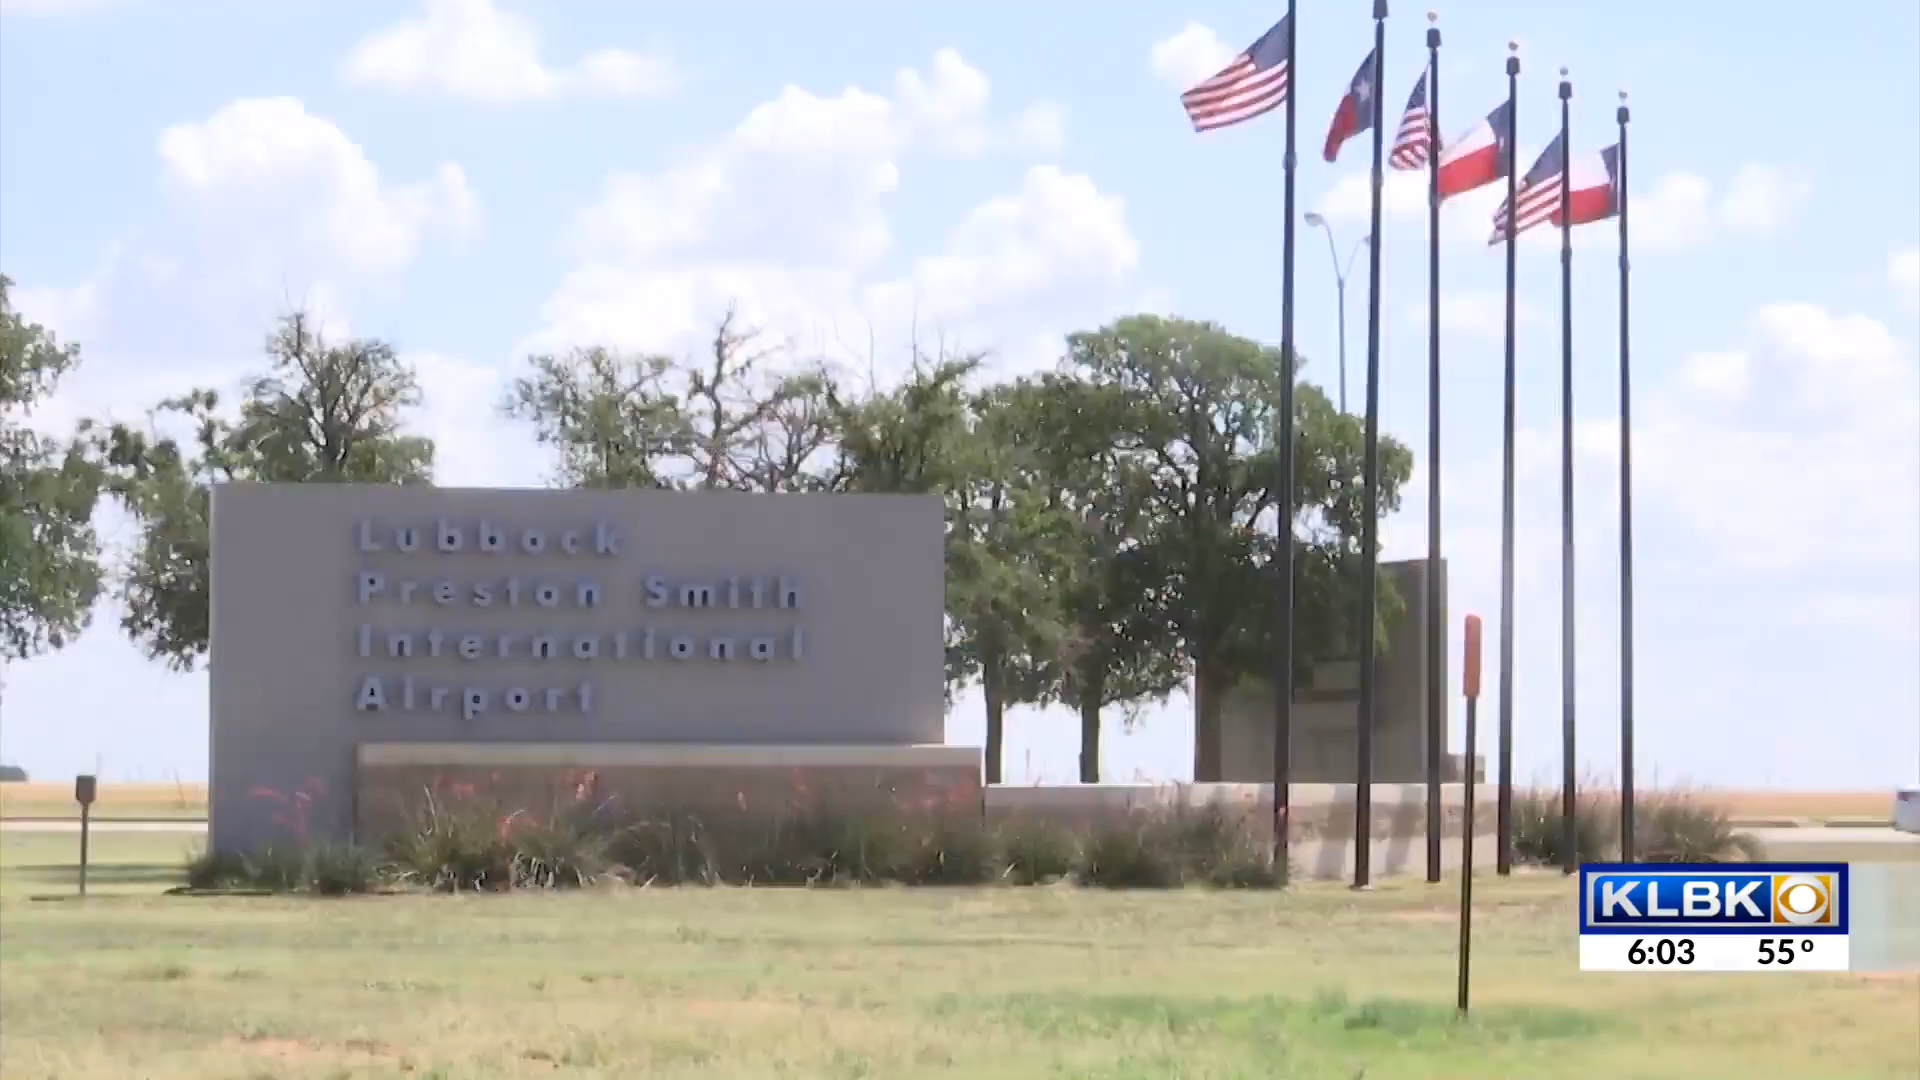 Lubbock
Preston Smith
International
Airport
KLBK
6:03 55°